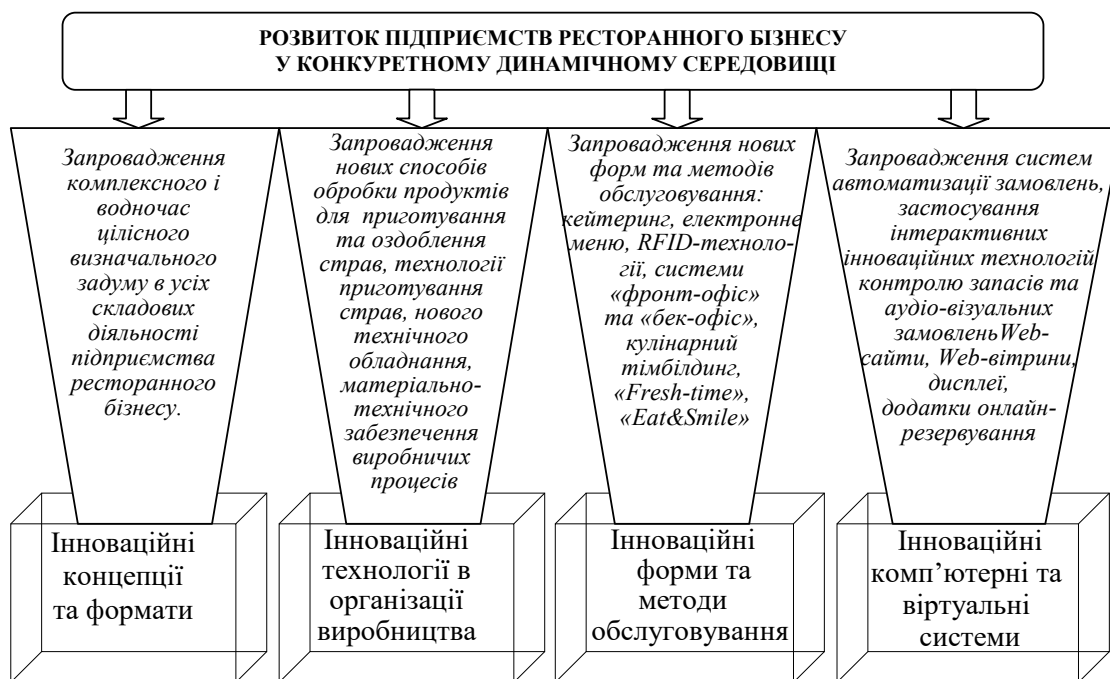 РОЗВИТОК ПІДПРИЄМСТВ РЕСТОРАННОГО БІЗНЕСУ
У КОНКУРЕТНОМУ ДИНАМІЧНОМУ СЕРЕДОВИЩІ
Запровадження
комплексного і
водночас
цілісного
визначального
задуму в усіх
складових
діяльності
підприємства
ресторанного
бізнесу.
Запровадження
нових способів
обробки продуктів
для приготування
та оздоблення
страв, технології
приготування
страв, нового
технічного
обладнання,
матеріально-
технічного
забезпечення
виробничих
процесів
Запровадження нових
форм та методів
обслуговування:
кейтеринг, електронне
меню, RFID-техноло-
гії, системи
«фронт-офіс»
та «бек-офіс»,
кулінарний
тімбілдинг,
«Fresh-time»,
«Eat&Smile»
Запровадження систем
автоматизації замовлень,
застосування
інтерактивних
інноваційних технологій
контролю запасів та
аудіо-візуальних
замовленьWeb-
сайти, Web-вітрини,
дисплеї,
додатки онлайн-
резервування
Інноваційні
концепції
та формати
Інноваційні
технології в
організації
виробництва
Інноваційні
форми та
методи
обслуговування
Інноваційні
комп’ютерні та
віртуальні
системи